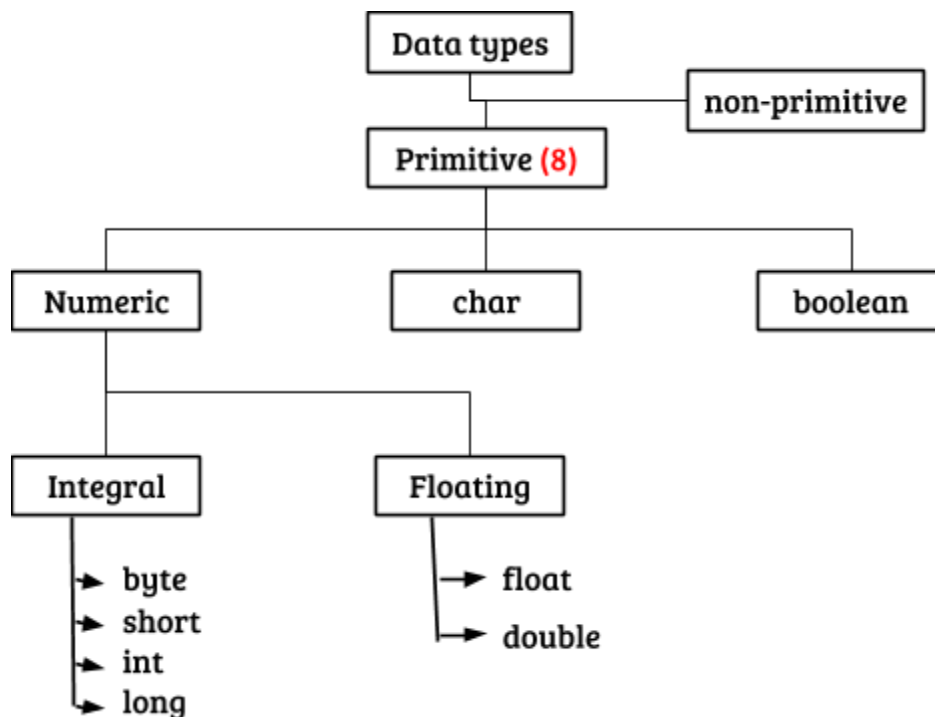 Data types
non-primitive
Primitive (8)
Numeric
char
boolean
Integral
Floating
byte
short
int
long
float
double